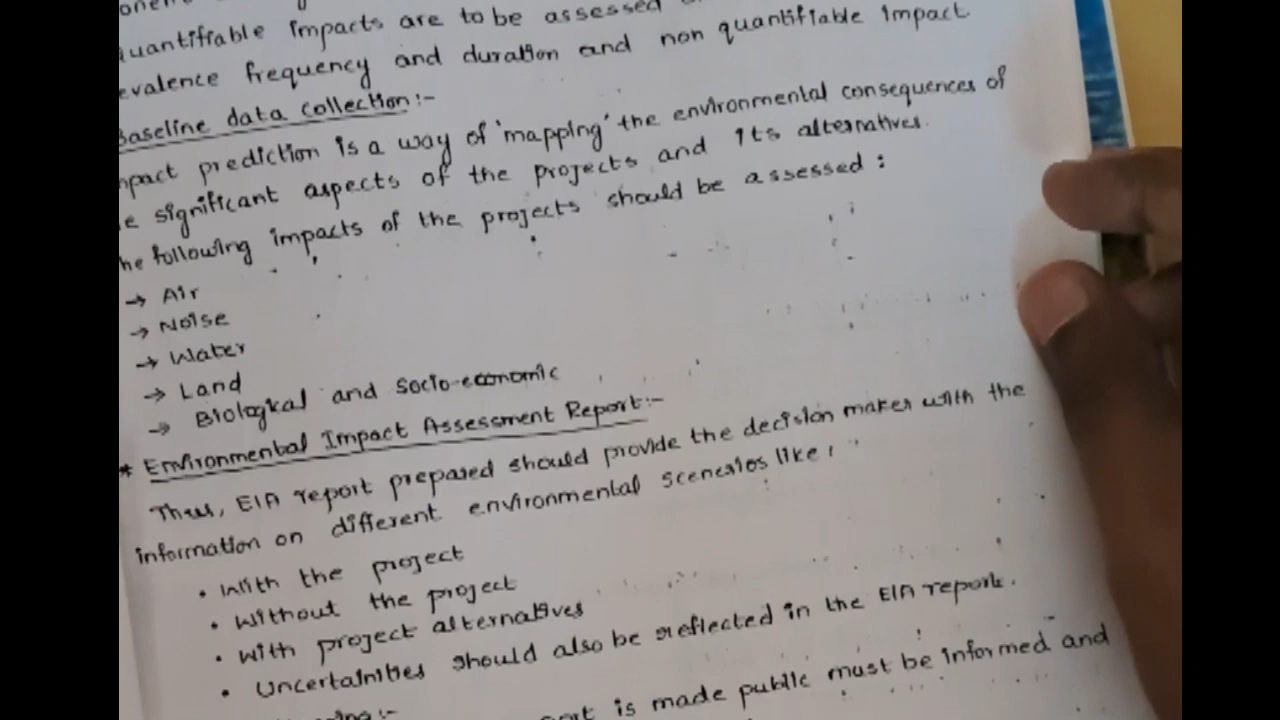 quantifiable impacts are to be assessed
evalence frequency and duration and non quantifiable impact
Baseline data collection:-
mpact prediction is a way of 'mapping' the environmental consequences of
e significant aspects of the projects and its alternatives.
he following impacts of the projects should be assessed :
→ Air
→ Noise
→ Water
→ Land
→ Biological and socio-economic
* Environmental Impact Assessment Report:-
Thus, EIA report prepared should provide the decision maker with the
information on different environmental sceneries like :
• With the project
• Without the project
• With project alternatives
• Uncertainities should also be reflected in the EIA report.
is made public must be informed and